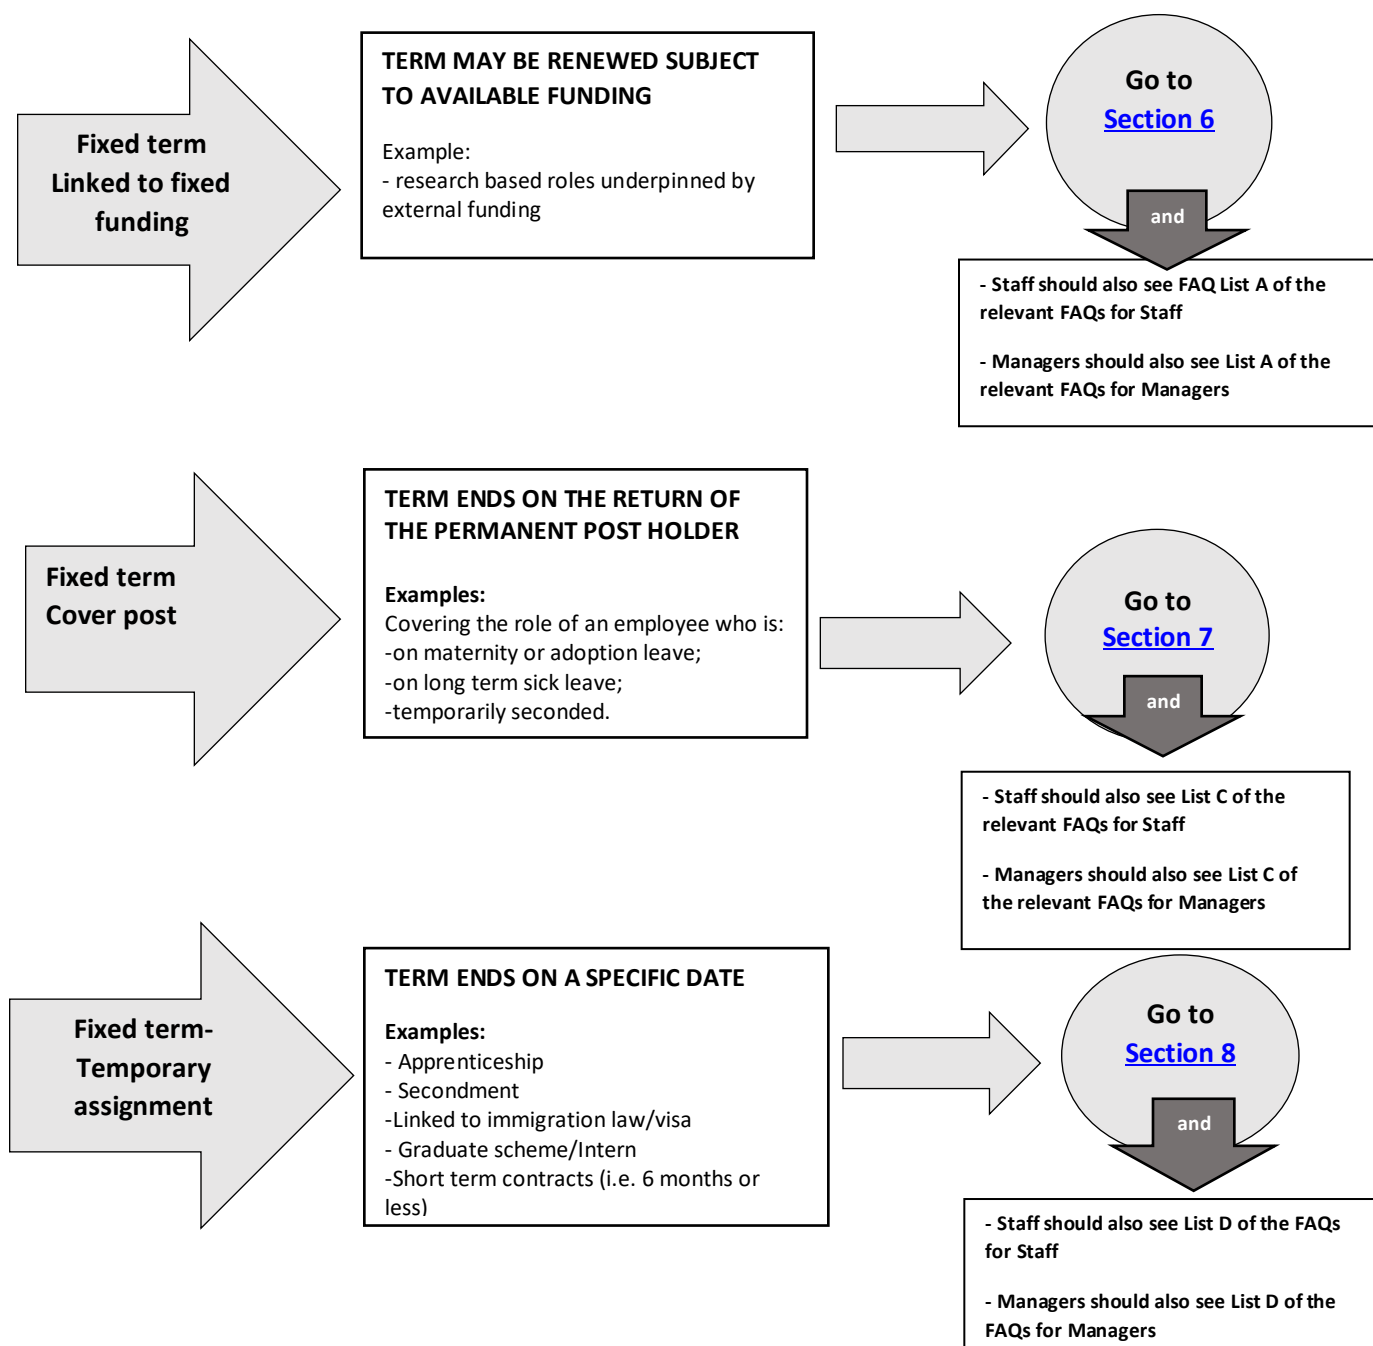 Fixed term
Linked to fixed
funding
TERM MAY BE RENEWED SUBJECT
TO AVAILABLE FUNDING
Example:
- research based roles underpinned by
external funding
Go to
Section 6
and
- Staff should also see FAQ List A of the
relevant FAQs for Staff
- Managers should also see List A of the
relevant FAQs for Managers
Fixed term
Cover post
TERM ENDS ON THE RETURN OF
THE PERMANENT POST HOLDER
Examples:
Covering the role of an employee who is:
-on maternity or adoption leave;
-on long term sick leave;
-temporarily seconded.
Go to
Section 7
and
- Staff should also see List C of the
relevant FAQs for Staff
- Managers should also see List C of
the relevant FAQs for Managers
Fixed term-
Temporary
assignment
TERM ENDS ON A SPECIFIC DATE
Examples:
- Apprenticeship
- Secondment
-Linked to immigration law/visa
- Graduate scheme/Intern
-Short term contracts (i.e. 6 months or
less)
Go to
Section 8
and
- Staff should also see List D of the FAQs
for Staff
- Managers should also see List D of the
FAQs for Managers